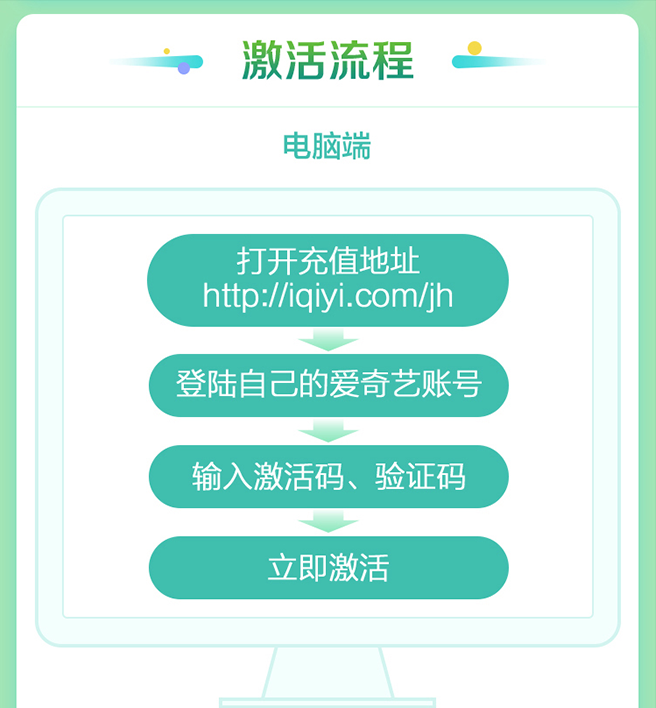 激活流程
电脑端
打开充值地址
http://iqiyi.com/jh
登陆自己的爱奇艺账号
输入激活码、验证码
立即激活